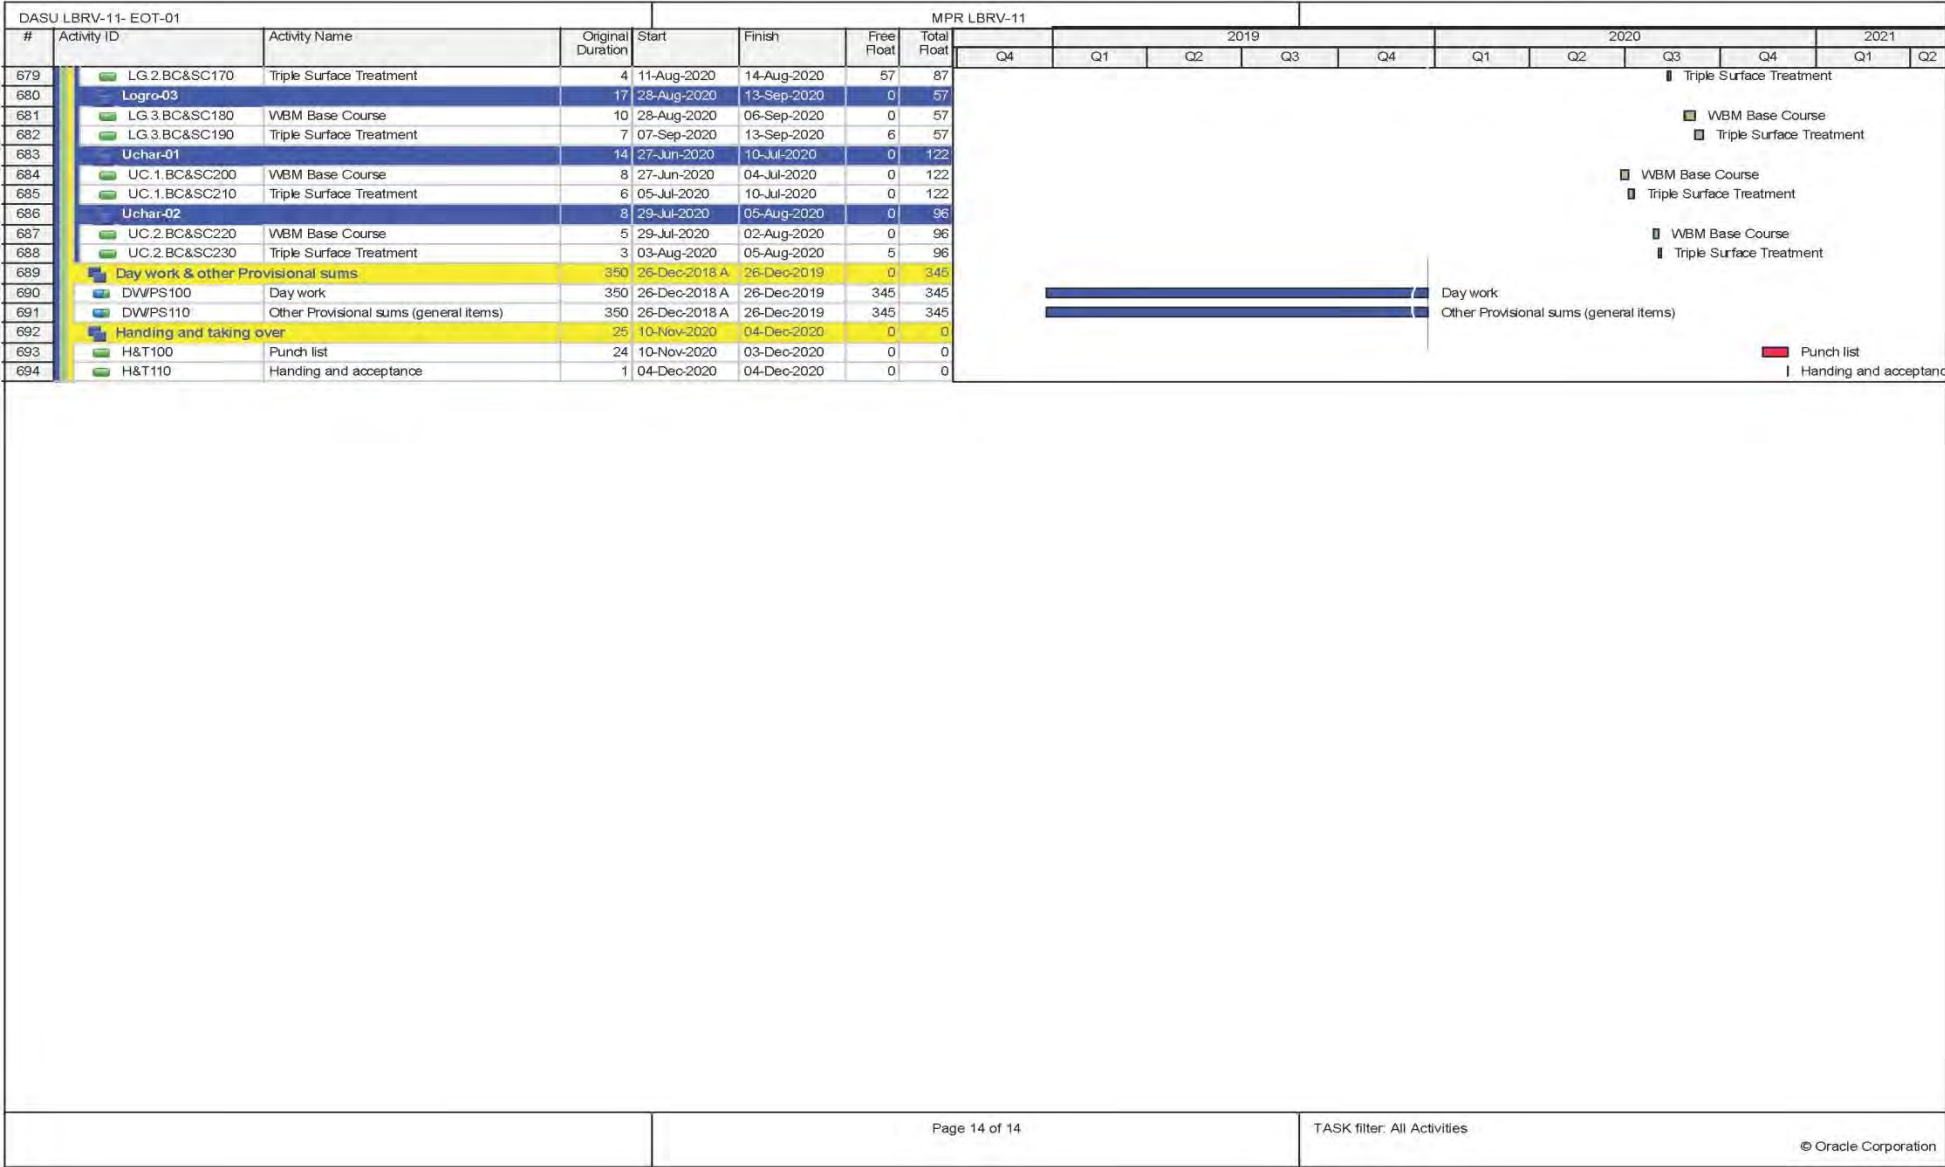 DASU LBRV-11- EOT-01 MPR LBRV-11
# Activity ID Activity Name Original Duration Start Finish Free Float Total Float 2019 2020 2021
Q4 Q1 Q2 Q3 Q4 Q1 Q2 Q3 Q4 Q1 Q2
679 LG.2.BC&SC170 Triple Surface Treatment 4 11-Aug-2020 14-Aug-2020 57 87 Triple Surface Treatment
680 Logro-03 17 28-Aug-2020 13-Sep-2020 0 57
681 LG.3.BC&SC180 WBM Base Course 10 28-Aug-2020 06-Sep-2020 0 57 WBM Base Course
682 LG.3.BC&SC190 Triple Surface Treatment 7 07-Sep-2020 13-Sep-2020 6 57 Triple Surface Treatment
683 Uchar-01 14 27-Jun-2020 10-Jul-2020 0 122
684 UC.1.BC&SC200 WBM Base Course 8 27-Jun-2020 04-Jul-2020 0 122 WBM Base Course
685 UC.1.BC&SC210 Triple Surface Treatment 6 05-Jul-2020 10-Jul-2020 0 122 Triple Surface Treatment
686 Uchar-02 8 29-Jul-2020 05-Aug-2020 0 96
687 UC.2.BC&SC220 WBM Base Course 5 29-Jul-2020 02-Aug-2020 0 96 WBM Base Course
688 UC.2.BC&SC230 Triple Surface Treatment 3 03-Aug-2020 05-Aug-2020 5 96 Triple Surface Treatment
689 Day work & other Provisional sums 350 26-Dec-2018 A 26-Dec-2019 0 345
690 DW/PS100 Day work 350 26-Dec-2018 A 26-Dec-2019 345 345 Day work
691 DW/PS110 Other Provisional sums (general items) 350 26-Dec-2018 A 26-Dec-2019 345 345 Other Provisional sums (general items)
692 Handing and taking over 25 10-Nov-2020 04-Dec-2020 0 0
693 H&T100 Punch list 24 10-Nov-2020 03-Dec-2020 0 0 Punch list
694 H&T110 Handing and acceptance 1 04-Dec-2020 04-Dec-2020 0 0 Handing and acceptanc
Page 14 of 14 TASK filter: All Activities
© Oracle Corporation